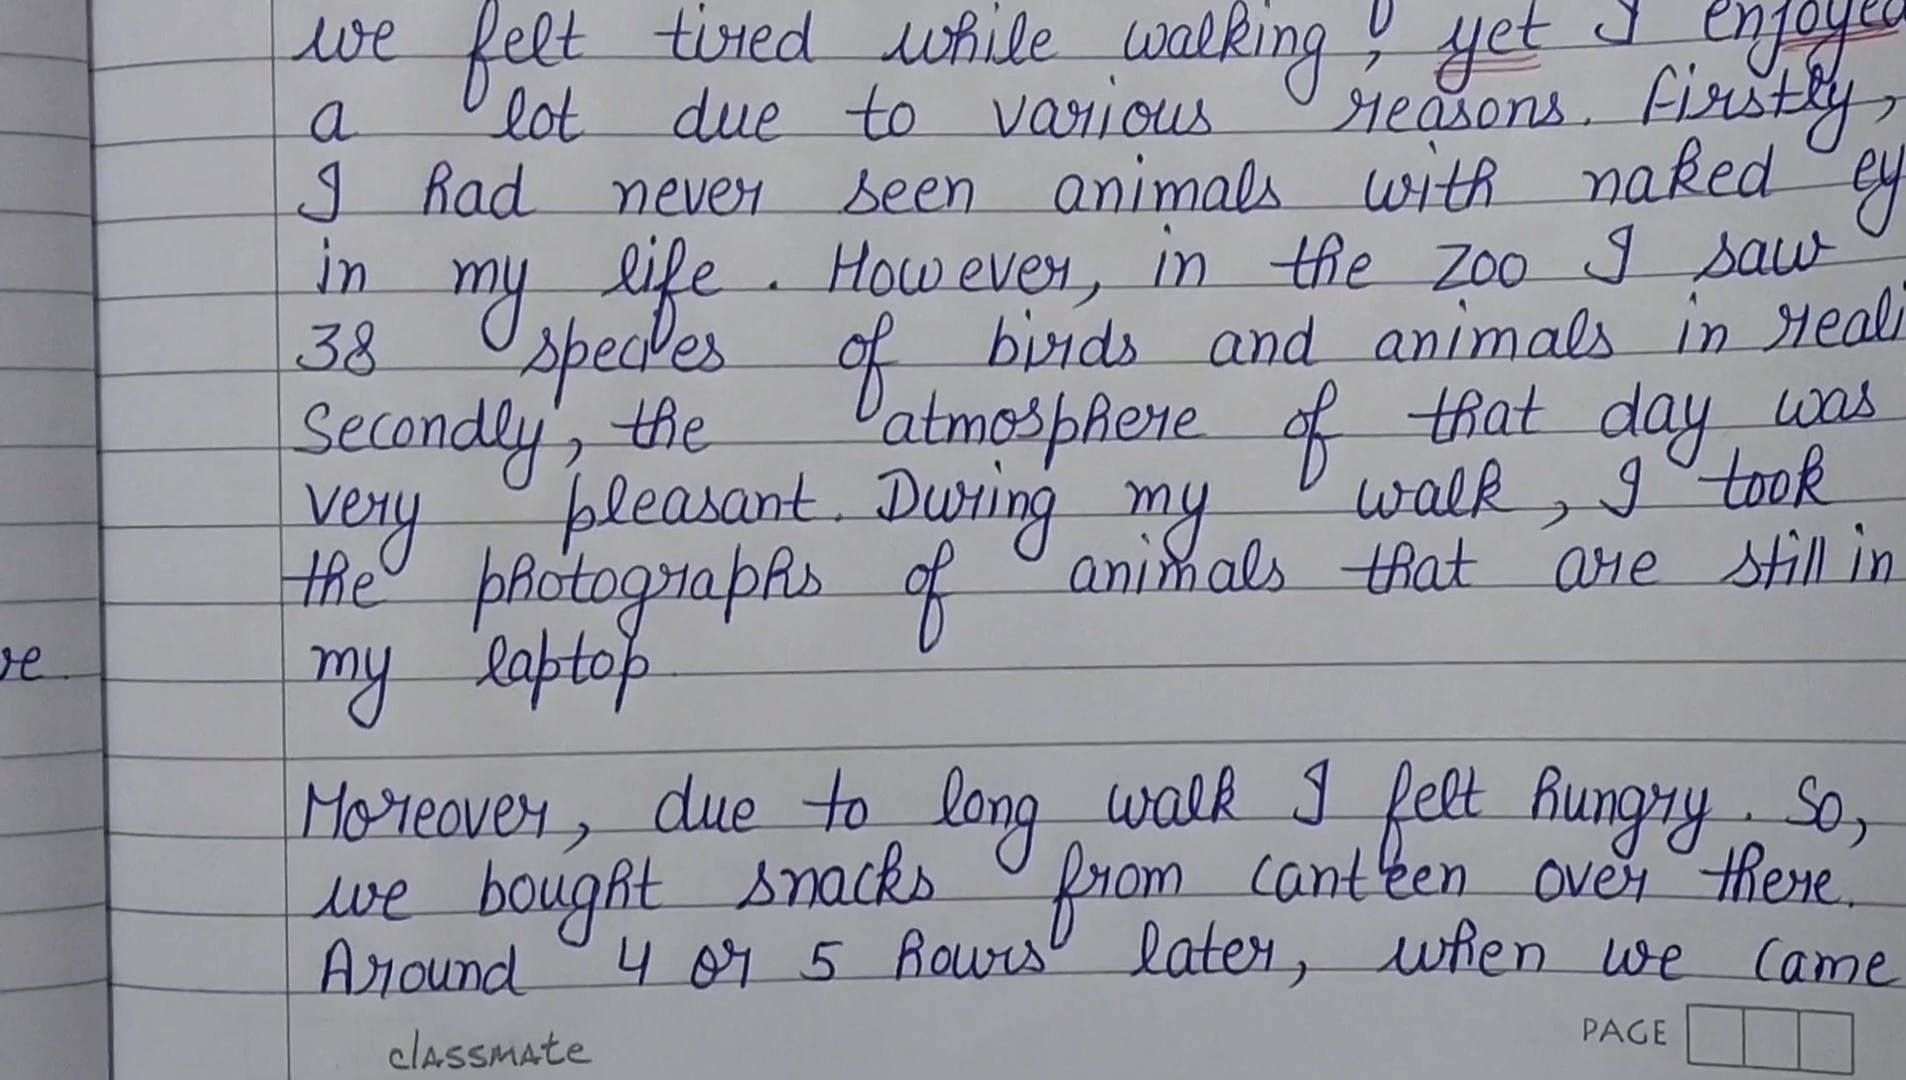 we felt tired while walking, yet I enjoyed
a lot due to various reasons. Firstly,
I had never seen animals with naked ey
in my life. However, in the zoo I saw
38 species of birds and animals in reali
Secondly, the atmosphere of that day was
very pleasant. During my walk, I took
the photographs of animals that are still in
re.
my laptop
Moreover, due to long walk I felt hungry. So,
we bought snacks from canteen over there.
Around 4 or 5 hours later, when we came
classmate
PAGE